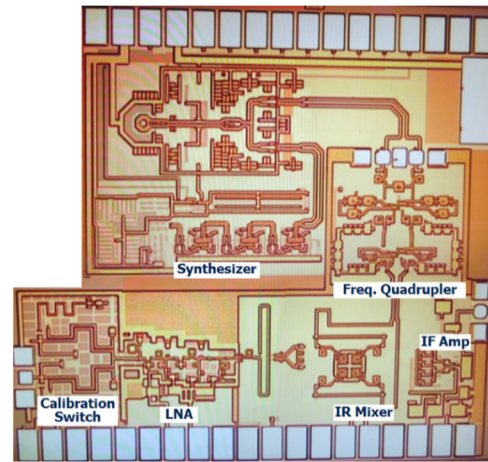 Synthesizer
Freq. Quadrupler
IF Amp
Calibration
Switch
LNA
IR Mixer